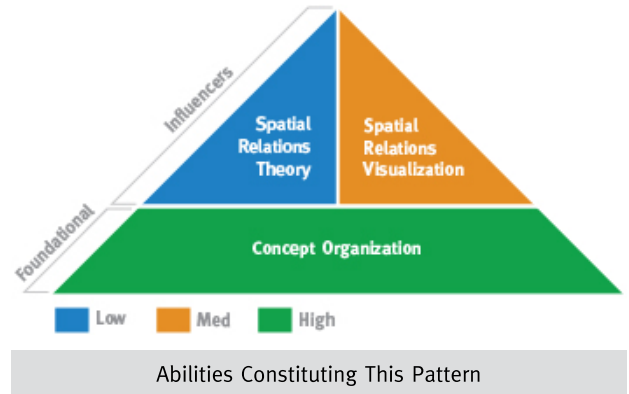 Influencers
Spatial
Relations
Theory
Spatial
Relations
Visualization
Foundational
Concept Organization
Low
Med
High
Abilities Constituting This Pattern